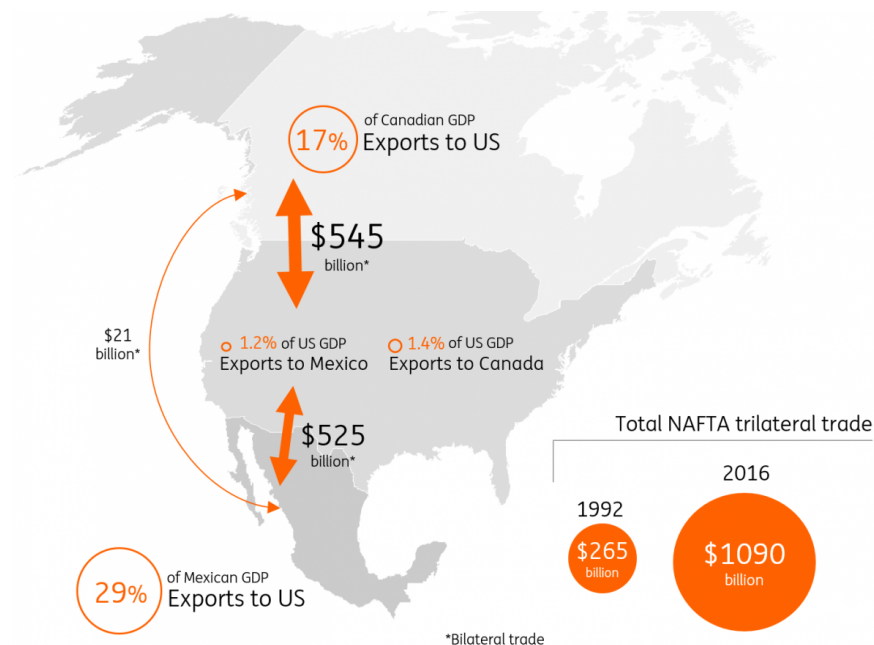 17%
of Canadian GDP
Exports to US
$545
billion*
$21
billion*
1.2% of US GDP
Exports to Mexico
1.4% of US GDP
Exports to Canada
$525
billion*
Total NAFTA trilateral trade
1992
$265
billion
2016
$1090
billion
29%
of Mexican GDP
Exports to US
*Bilateral trade